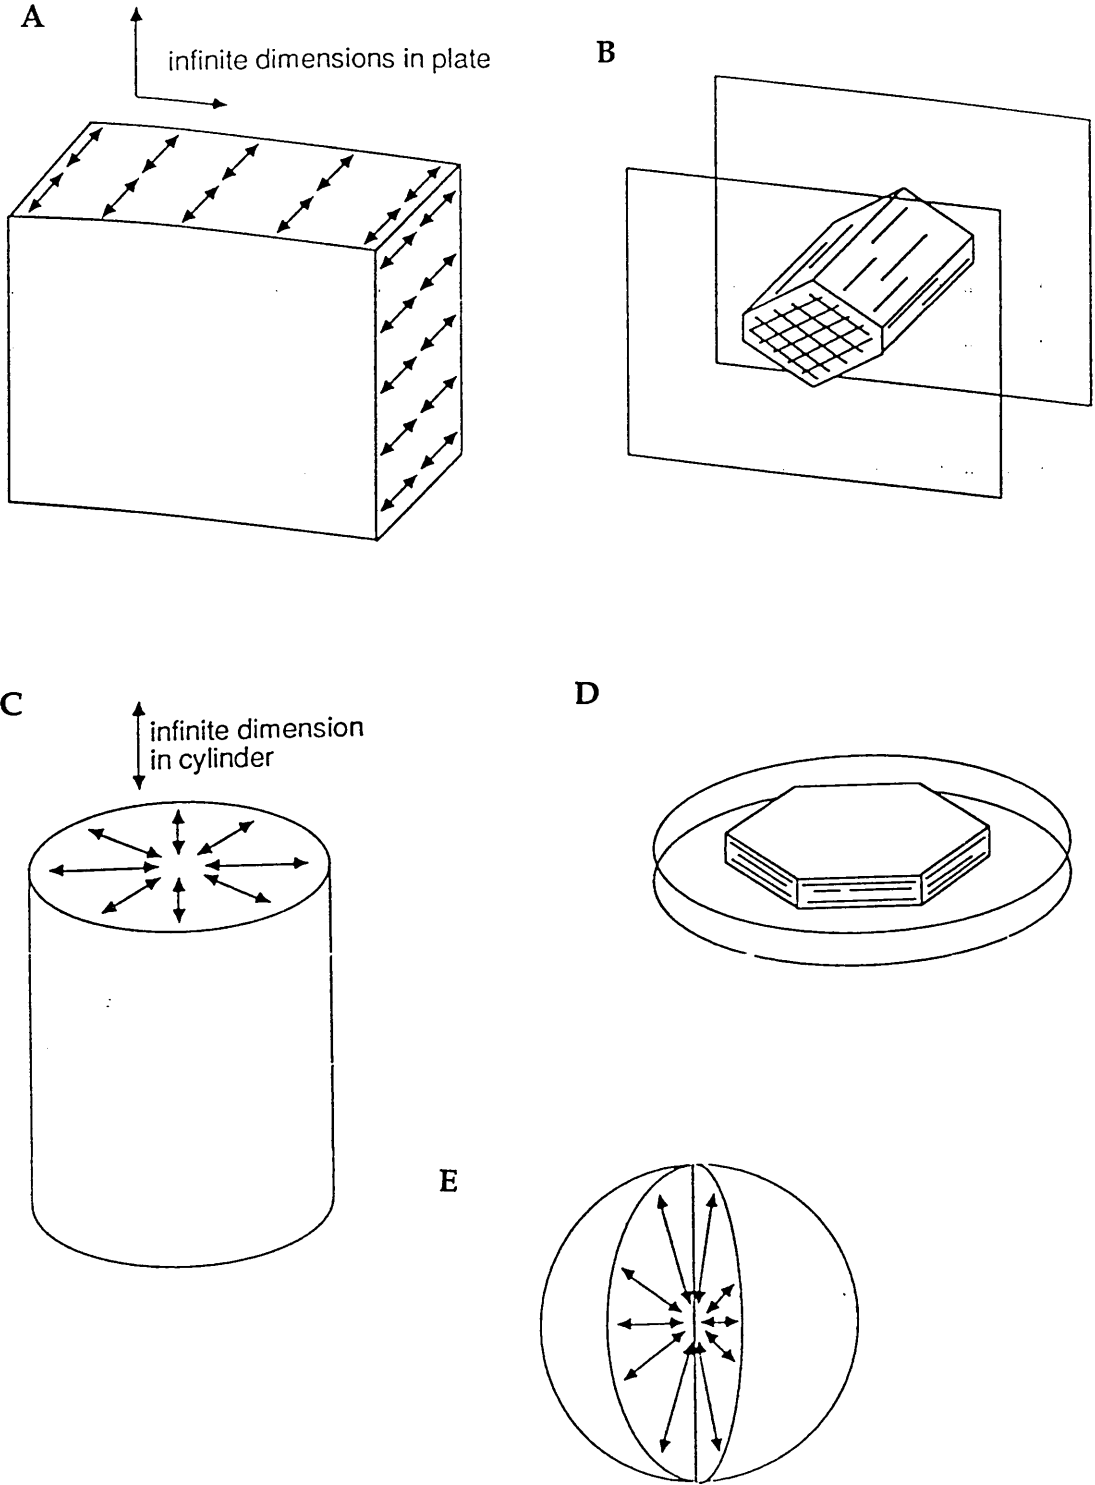 A
infinite dimensions in plate
B
C
infinite dimension
in cylinder
D
E